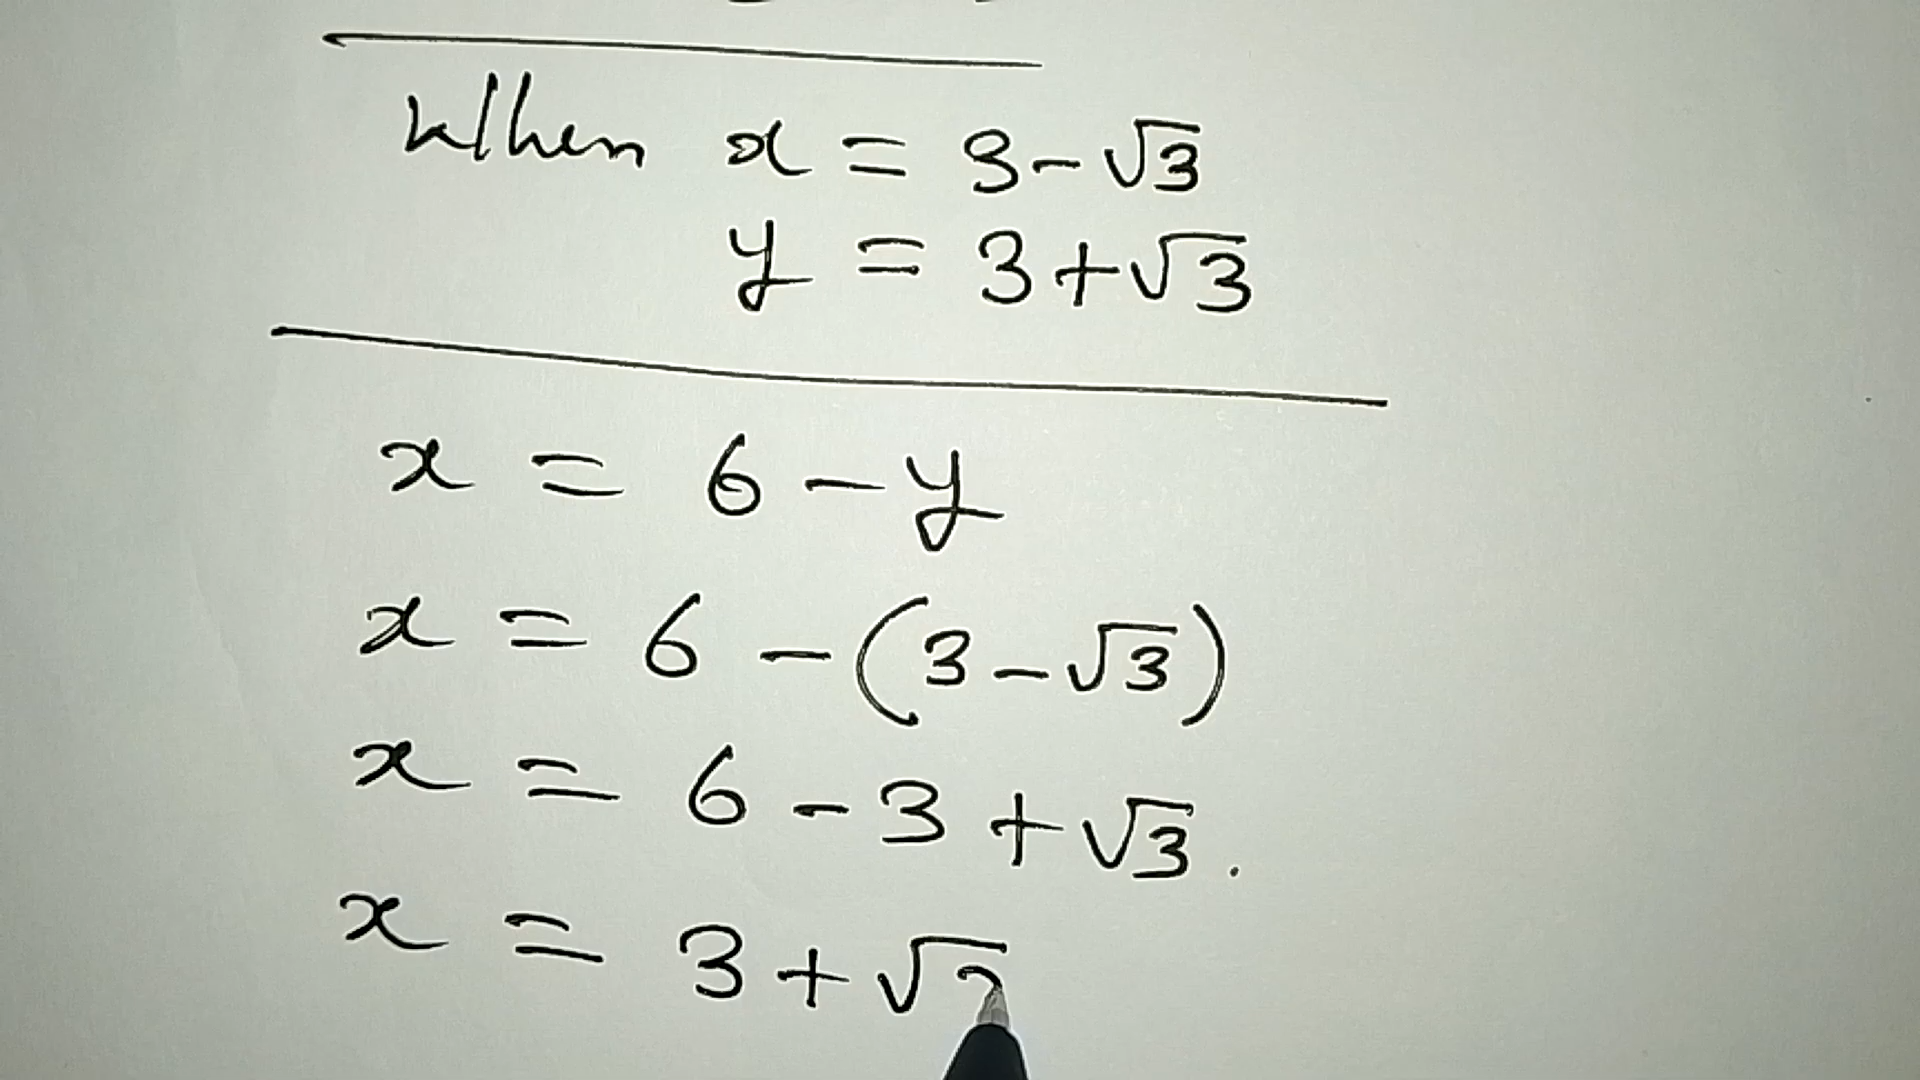 When x = 3-√3
y = 3+√3
x = 6-y
x = 6-(3-√3)
x = 6-3+√3.
x = 3+√